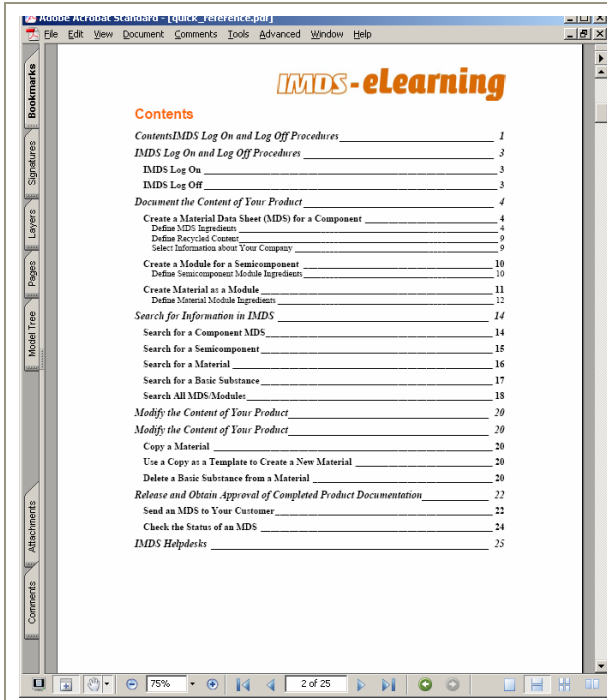 Adobe Acrobat Standard - [quick_reference.pdf]
File Edit View Document Comments Tools Advanced Window Help
Bookmarks
Signatures
Layers
Pages
Model Tree
Attachments
Comments
IMDS-eLearning
Contents
ContentsIMDS Log On and Log Off Procedures 1
IMDS Log On and Log Off Procedures 3
IMDS Log On 3
IMDS Log Off 3
Document the Content of Your Product 4
Create a Material Data Sheet (MDS) for a Component 4
Define MDS Ingredients 4
Define Recycled Content 9
Select Information about Your Company 9
Create a Module for a Semicomponent 10
Define Semicomponent Module Ingredients 10
Create Material as a Module 11
Define Material Module Ingredients 12
Search for Information in IMDS 14
Search for a Component MDS 14
Search for a Semicomponent 15
Search for a Material 16
Search for a Basic Substance 17
Search All MDS/Modules 18
Modify the Content of Your Product 20
Modify the Content of Your Product 20
Copy a Material 20
Use a Copy as a Template to Create a New Material 20
Delete a Basic Substance from a Material 20
Release and Obtain Approval of Completed Product Documentation 22
Send an MDS to Your Customer 22
Check the Status of an MDS 24
IMDS Helpdesks 25
75%
2 of 25